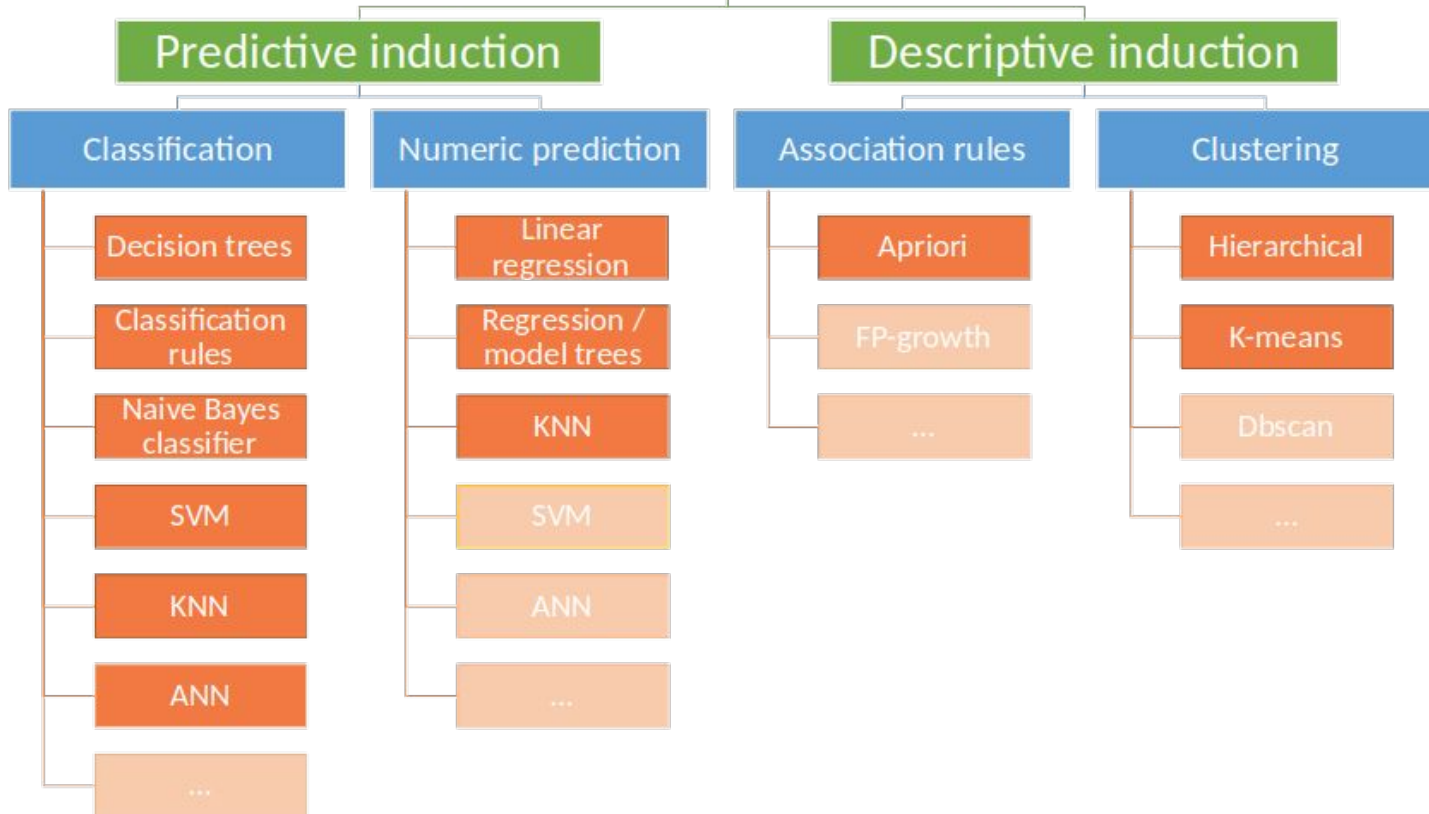 Predictive induction
Descriptive induction
Classification
Numeric prediction
Association rules
Clustering
Decision trees
Classification
rules
Naive Bayes
classifier
SVM
KNN
ANN
...
Linear
regression
Regression /
model trees
KNN
SVM
ANN
...
Apriori
FP-growth
...
Hierarchical
K-means
Dbscan
...